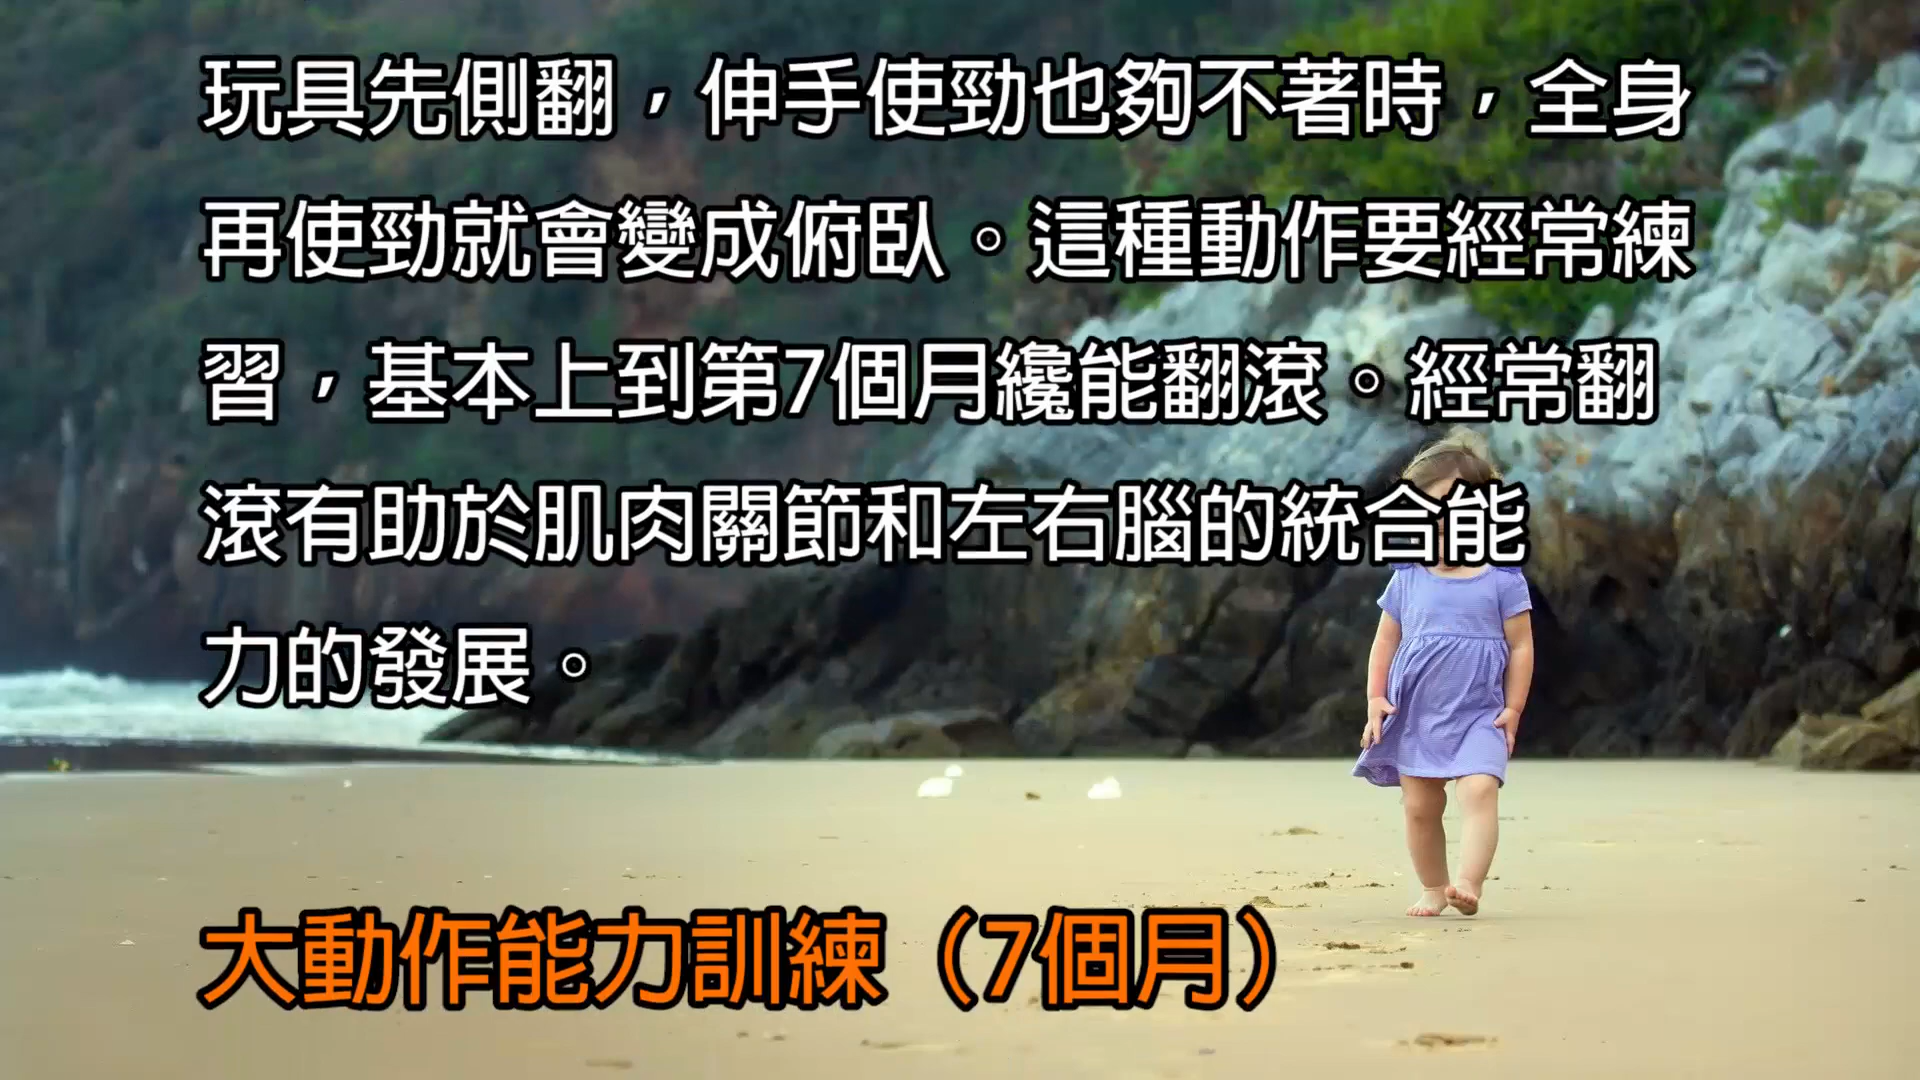 玩具先側翻，伸手使勁也夠不著時，全身
再使勁就會變成俯臥。這種動作要經常練
習，基本上到第7個月纔能翻滾。經常翻
滾有助於肌肉關節和左右腦的統合能
力的發展。
大動作能力訓練（7個月）